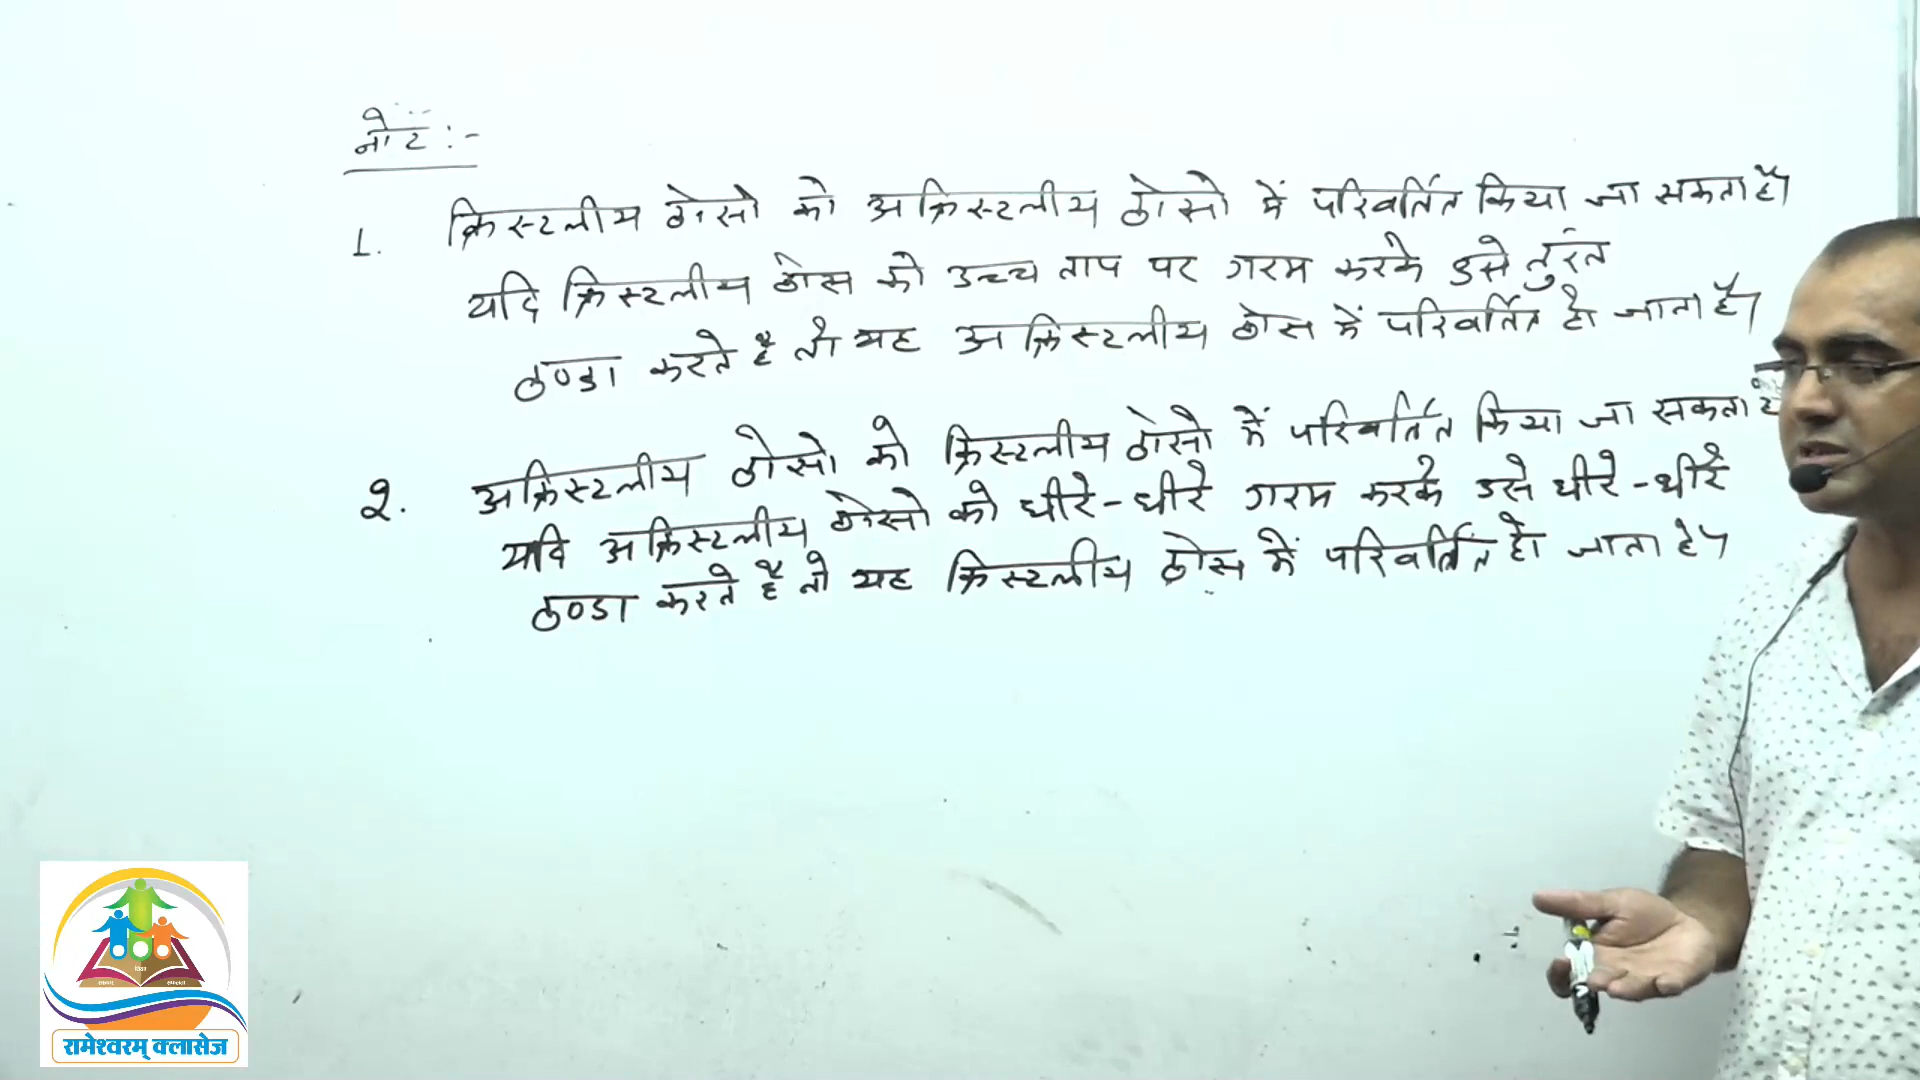 नोट :-
1. क्रिस्टलीय ठोसो को अक्रिस्टलीय ठोसो में परिवर्तित किया जा सकता है।
यदि क्रिस्टलीय ठोस को उच्च ताप पर गरम करके उसे तुरंत
ठण्डा करते है तो यह अक्रिस्टलीय ठोस में परिवर्तित हो जाता है।
2. अक्रिस्टलीय ठोसो को क्रिस्टलीय ठोसो में परिवर्तित किया जा सकता
यदि अक्रिस्टलीय ठोसो को धीरे-धीरे गरम करके उसे धीरे-धीरे
ठण्डा करते है तो यह क्रिस्टलीय ठोस में परिवर्तित हो जाता है।
रामेश्वरम् क्लासेज